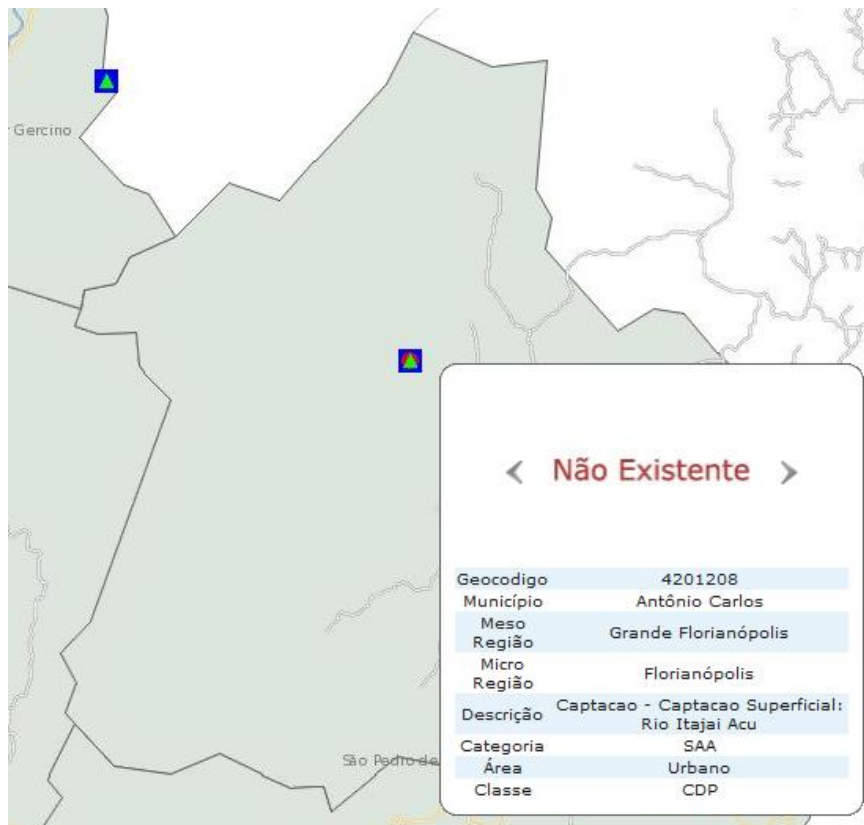 Gercino
Não Existente
Geocodigo 4201208
Município Antônio Carlos
Meso
Região Grande Florianópolis
Micro
Região Florianópolis
Descrição Captacao - Captacao Superficial:
Rio Itajai Acu
Categoria SAA
São Pedro de
Área Urbano
Classe CDP